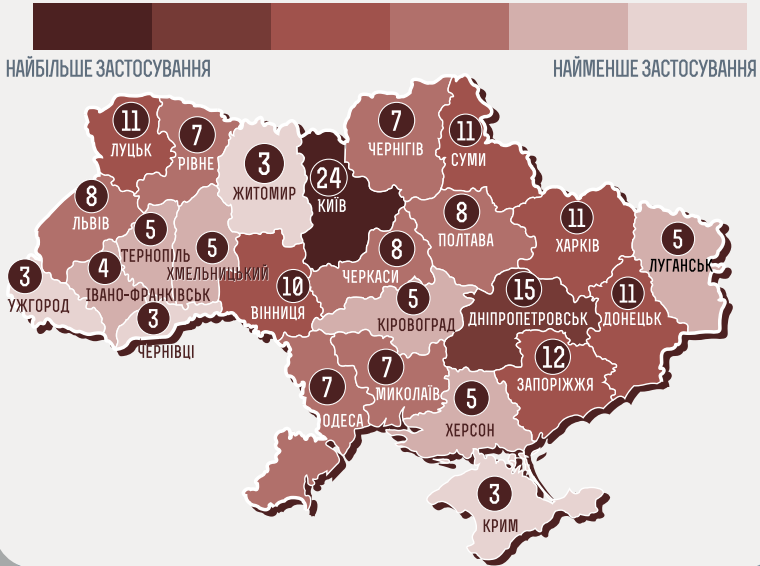 НАЙБІЛЬШЕ ЗАСТОСУВАННЯ
НАЙМЕНШЕ ЗАСТОСУВАННЯ
11
ЛУЦЬК
7
РІВНЕ
3
ЖИТОМИР
24
КИЇВ
7
ЧЕРНІГІВ
11
СУМИ
8
ЛЬВІВ
5
ТЕРНОПІЛЬ
5
ХМЕЛЬНИЦЬКИЙ
8
ПОЛТАВА
11
ХАРКІВ
5
ЛУГАНСЬК
3
УЖГОРОД
4
ІВАНО-ФРАНКІВСЬК
8
ЧЕРКАСИ
10
ВІННИЦЯ
5
КІРОВОГРАД
15
ДНІПРОПЕТРОВСЬК
11
ДОНЕЦЬК
3
ЧЕРНІВЦІ
12
ЗАПОРІЖЖЯ
7
ОДЕСА
7
МИКОЛАЇВ
5
ХЕРСОН
3
КРИМ